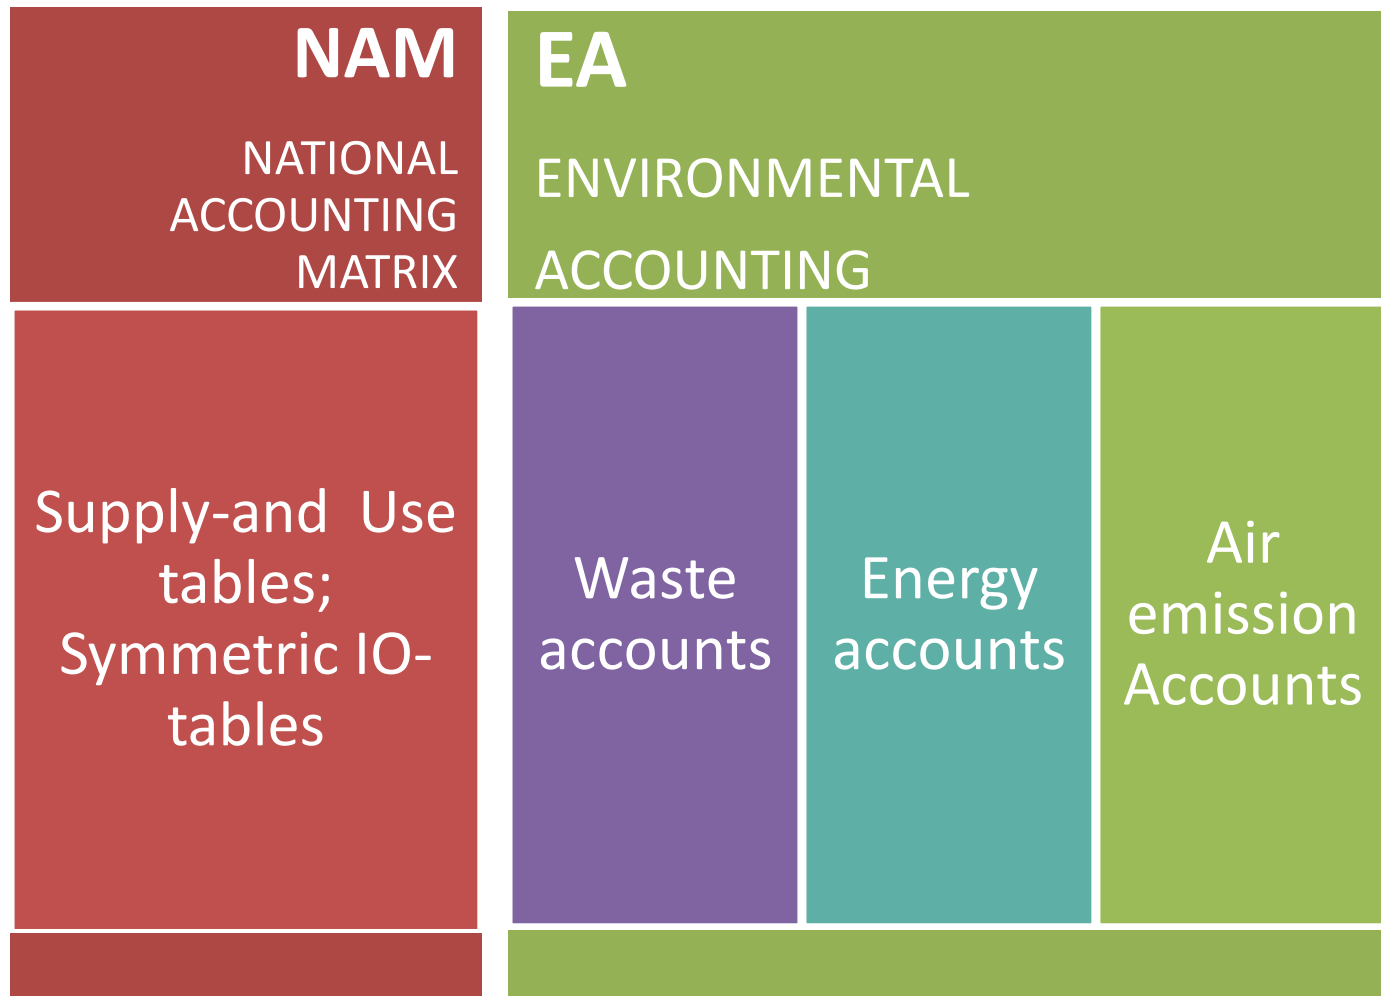 NAM
NATIONAL
ACCOUNTING
MATRIX
EA
ENVIRONMENTAL
ACCOUNTING
Supply-and  Use
tables;
Symmetric IO-
tables
Waste
accounts
Energy
accounts
Air
emission
Accounts